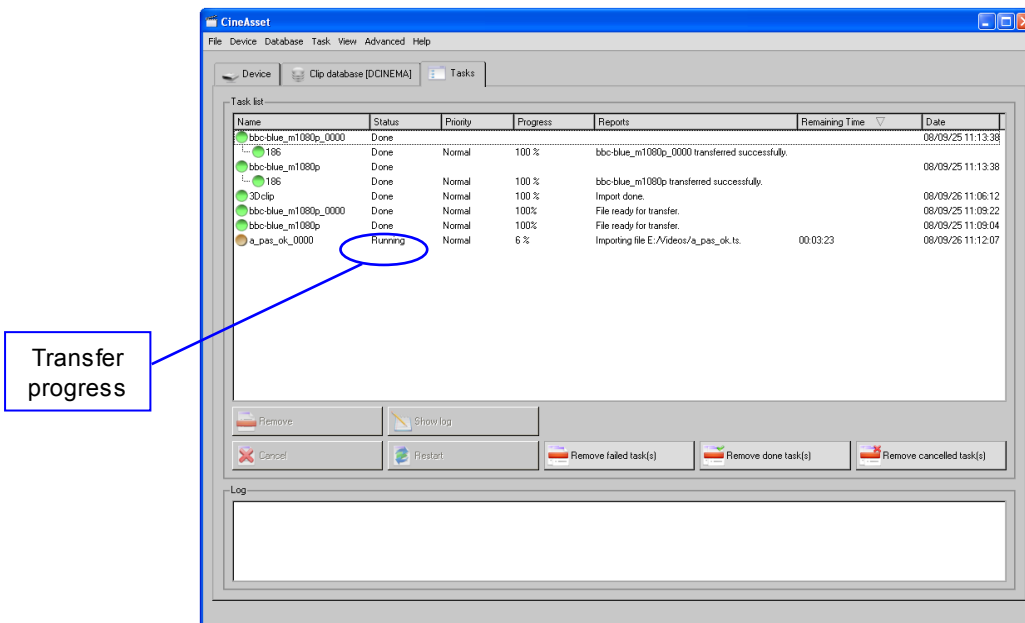 CineAsset
File Device Database Task View Advanced Help
Device Clip database [DCINEMA] Tasks
Task list
Name Status Priority Progress Reports Remaining Time Date
bbc-blue_m1080p_0000 Done 08/09/25 11:13:38
186 Done Normal 100 % bbc-blue_m1080p_0000 transferred successfully.
bbc-blue_m1080p Done 08/09/25 11:13:38
186 Done Normal 100 % bbc-blue_m1080p transferred successfully.
3Dclip Done Normal 100 % Import done. 08/09/26 11:06:12
bbc-blue_m1080p_0000 Done Normal 100% File ready for transfer. 08/09/25 11:09:22
bbc-blue_m1080p Done Normal 100% File ready for transfer. 08/09/25 11:09:04
a_pas_ok_0000 Running Normal 6 % Importing file E:/Videos/a_pas_ok.ts. 00:03:23 08/09/26 11:12:07
Transfer
progress
Remove Show log
Cancel Restart Remove failed task(s) Remove done task(s) Remove cancelled task(s)
Log